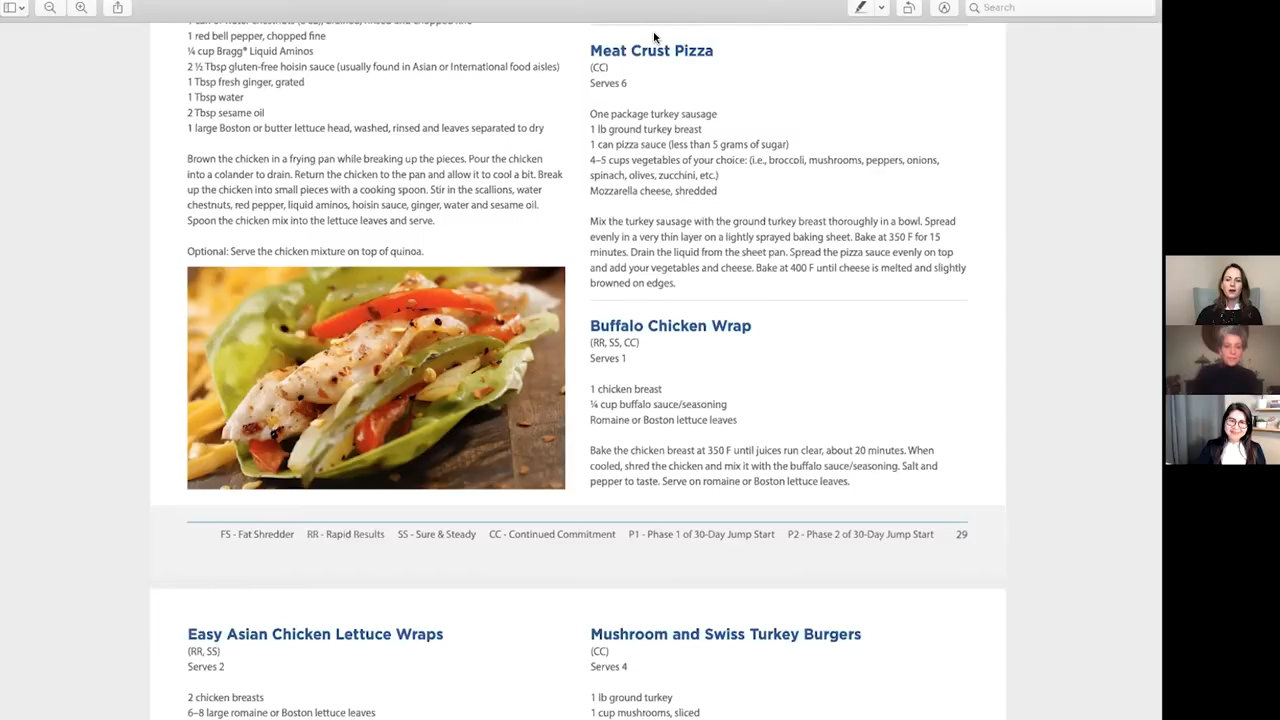 Search
1 red bell pepper, chopped fine
¼ cup Bragg® Liquid Aminos
2 ½ Tbsp gluten-free hoisin sauce (usually found in Asian or International food aisles)
1 Tbsp fresh ginger, grated
1 Tbsp water
2 Tbsp sesame oil
1 large Boston or butter lettuce head, washed, rinsed and leaves separated to dry
Brown the chicken in a frying pan while breaking up the pieces. Pour the chicken
into a colander to drain. Return the chicken to the pan and allow it to cool a bit. Break
up the chicken into small pieces with a cooking spoon. Stir in the scallions, water
chestnuts, red pepper, liquid aminos, hoisin sauce, ginger, water and sesame oil.
Spoon the chicken mix into the lettuce leaves and serve.
Optional: Serve the chicken mixture on top of quinoa.
Meat Crust Pizza
(CC)
Serves 6
One package turkey sausage
1 lb ground turkey breast
1 can pizza sauce (less than 5 grams of sugar)
4–5 cups vegetables of your choice: (i.e., broccoli, mushrooms, peppers, onions,
spinach, olives, zucchini, etc.)
Mozzarella cheese, shredded
Mix the turkey sausage with the ground turkey breast thoroughly in a bowl. Spread
evenly in a very thin layer on a lightly sprayed baking sheet. Bake at 350 F for 15
minutes. Drain the liquid from the sheet pan. Spread the pizza sauce evenly on top
and add your vegetables and cheese. Bake at 400 F until cheese is melted and slightly
browned on edges.
Buffalo Chicken Wrap
(RR, SS, CC)
Serves 1
1 chicken breast
¼ cup buffalo sauce/seasoning
Romaine or Boston lettuce leaves
Bake the chicken breast at 350 F until juices run clear, about 20 minutes. When
cooled, shred the chicken and mix it with the buffalo sauce/seasoning. Salt and
pepper to taste. Serve on romaine or Boston lettuce leaves.
FS - Fat Shredder RR - Rapid Results SS - Sure & Steady CC - Continued Commitment P1 - Phase 1 of 30-Day Jump Start P2 - Phase 2 of 30-Day Jump Start 29
Easy Asian Chicken Lettuce Wraps
(RR, SS)
Serves 2
2 chicken breasts
6–8 large romaine or Boston lettuce leaves
Mushroom and Swiss Turkey Burgers
(CC)
Serves 4
1 lb ground turkey
1 cup mushrooms, sliced